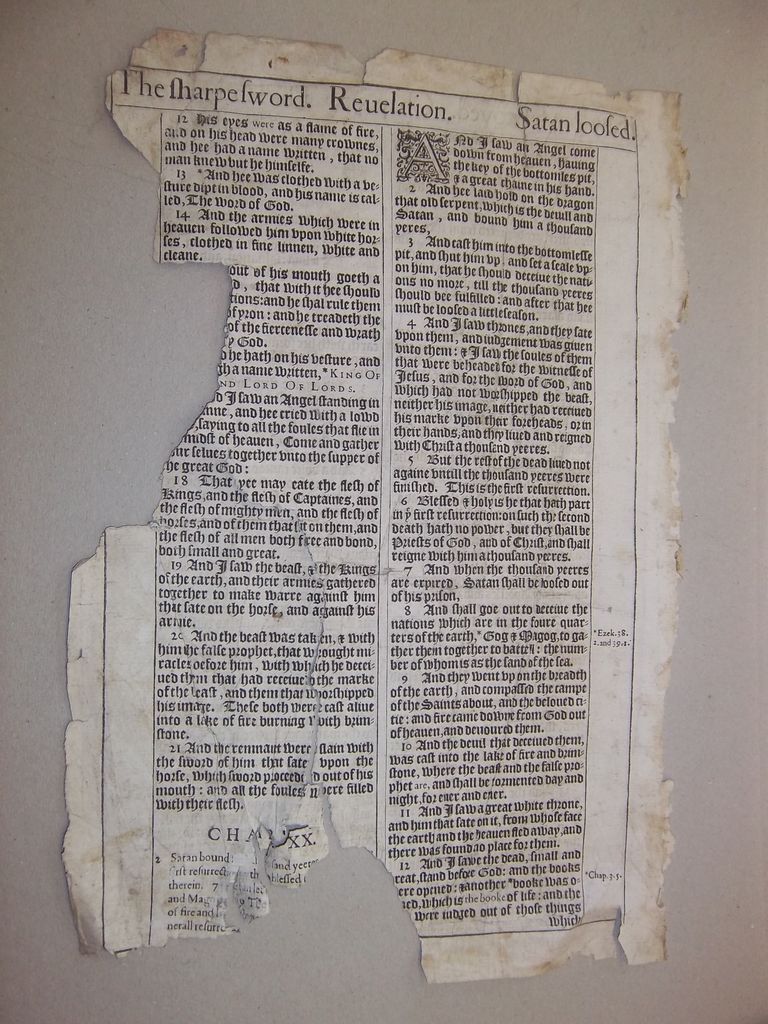 The sharpe sword. Reuelation. Satan loosed.
12 His eyes were as a flame of fire,
and on his head were many crownes,
and hee had a name written, that no
man knew but he himselfe.
13 *And hee was clothed with a ve-
sture dipt in blood, and his name is cal-
led, The word of God.
14 And the armies which were in
heauen followed him vpon white hor-
ses, clothed in fine linnen, white and
cleane.
out of his mouth goeth a
, that with it hee should
tions: and he shal rule them
of yron: and he treadeth the
of the fiercenesse and wrath
y God.
he hath on his vesture, and
h a name written, *KING OF
ND LORD OF LORDS.
d I saw an Angel standing in
nne, and hee cried with a lowd
, saying to all the foules that flie in
midst of heauen, Come and gather
our selues together vnto the supper of
he great God:
18 That yee may eate the flesh of
Kings, and the flesh of Captaines, and
the flesh of mighty men, and the flesh of
horses, and of them that sit on them, and
the flesh of all men both free and bond,
both small and great.
19 And I saw the beast, & the Kings
of the earth, and their armies gathered
together to make warre against him
that sate on the horse, and against his
armie.
20 And the beast was taken, & with
him the false prophet, that wrought mi-
racles before him, with which he decei-
ued them that had receiued the marke
of the beast, and them that worshipped
his image. These both were cast aliue
into a lake of fire burning with brim-
stone.
21 And the remnant were slain with
the sword of him that sate vpon the
horse, which sword proceeded out of his
mouth: and all the foules were filled
with their flesh.
CHA XX.
2 Satan bound
first resurrect
therein. 7
and Mag
of fire and
nerall resurre
And I saw an Angel come
down from heauen, hauing
the key of the bottomles pit,
& a great chaine in his hand.
2 And hee laid hold on the dragon
that old serpent, which is the deuill and
Satan, and bound him a thousand
yeres,
3 And cast him into the bottomlesse
pit, and shut him vp, and set a seale vp-
on him, that he should deceiue the nati-
ons no more, till the thousand yeeres
should bee fulfilled: and after that hee
must be loosed a little season.
4 And I saw thrones, and they sate
vpon them, and iudgement was giuen
vnto them: & I saw the soules of them
that were beheaded for the witnesse of
Jesus, and for the word of God, and
which had not worshipped the beast,
neither his image, neither had receiued
his marke vpon their foreheads, or in
their hands; and they liued and reigned
with Christ a thousand yeeres.
5 But the rest of the dead liued not
againe vntill the thousand yeeres were
finished. This is the first resurrection.
6 Blessed & holy is he that hath part
in yͤ first resurrection: on such the second
death hath no power, but they shall be
Priests of God, and of Christ, and shall
reigne with him a thousand yeeres.
7 And when the thousand yeeres
are expired, Satan shall be loosed out
of his prison,
8 And shall goe out to deceiue the
nations which are in the foure quar-
ters of the earth, *Gog & Magog, to ga-
ther them together to battell: the num-
ber of whom is as the sand of the sea.
*Ezek.38.
2. and 39.1.
9 And they went vp on the breadth
of the earth, and compassed the campe
of the Saints about, and the beloued ci-
tie: and fire came downe from God out
of heauen, and deuoured them.
10 And the deuil that deceiued them,
was cast into the lake of fire and brim-
stone, where the beast and the false pro-
phet are, and shall be tormented day and
night, for euer and euer.
11 And I saw a great white throne,
and him that sate on it, from whose face
the earth and the heauen fled away, and
there was found no place for them.
12 And I sawe the dead, small and
reat, stand before God: and the books
ere opened: & another *booke was o-
ned, which is the booke of life: and the
were iudged out of those things
which
*Chap.3.5.